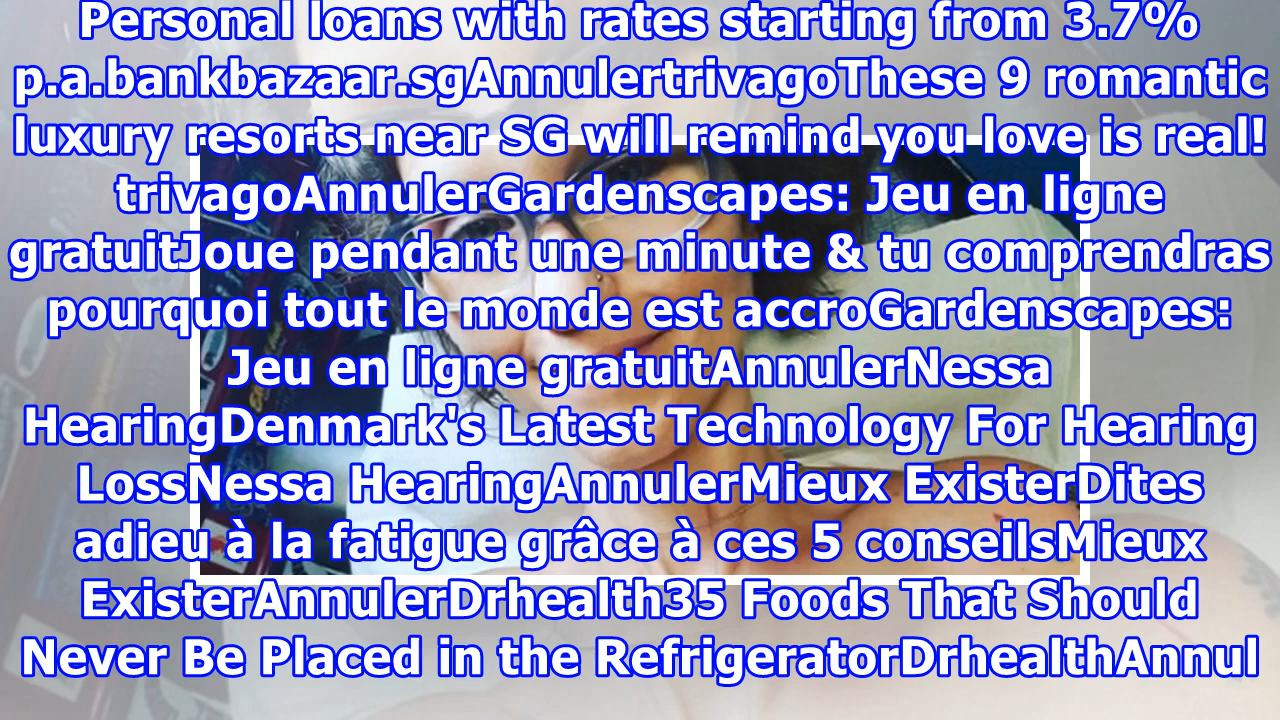 Personal loans with rates starting from 3.7%
p.a.bankbazaar.sgAnnulertrivagoThese 9 romantic
luxury resorts near SG will remind you love is real!
trivagoAnnulerGardenscapes: Jeu en ligne
gratuitJoue pendant une minute & tu comprendras
pourquoi tout le monde est accroGardenscapes:
Jeu en ligne gratuitAnnulerNessa
HearingDenmark's Latest Technology For Hearing
LossNessa HearingAnnulerMieux ExisterDites
adieu à la fatigue grâce à ces 5 conseilsMieux
ExisterAnnulerDrhealth35 Foods That Should
Never Be Placed in the RefrigeratorDrhealthAnnul